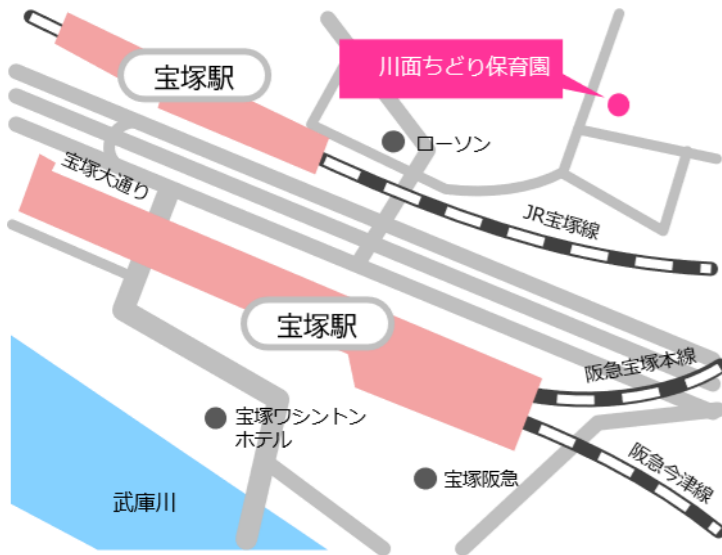 宝塚駅
川面ちどり保育園
ローソン
宝塚大通り
JR宝塚線
宝塚駅
阪急宝塚本線
宝塚ワシントン
ホテル
阪急今津線
宝塚阪急
武庫川